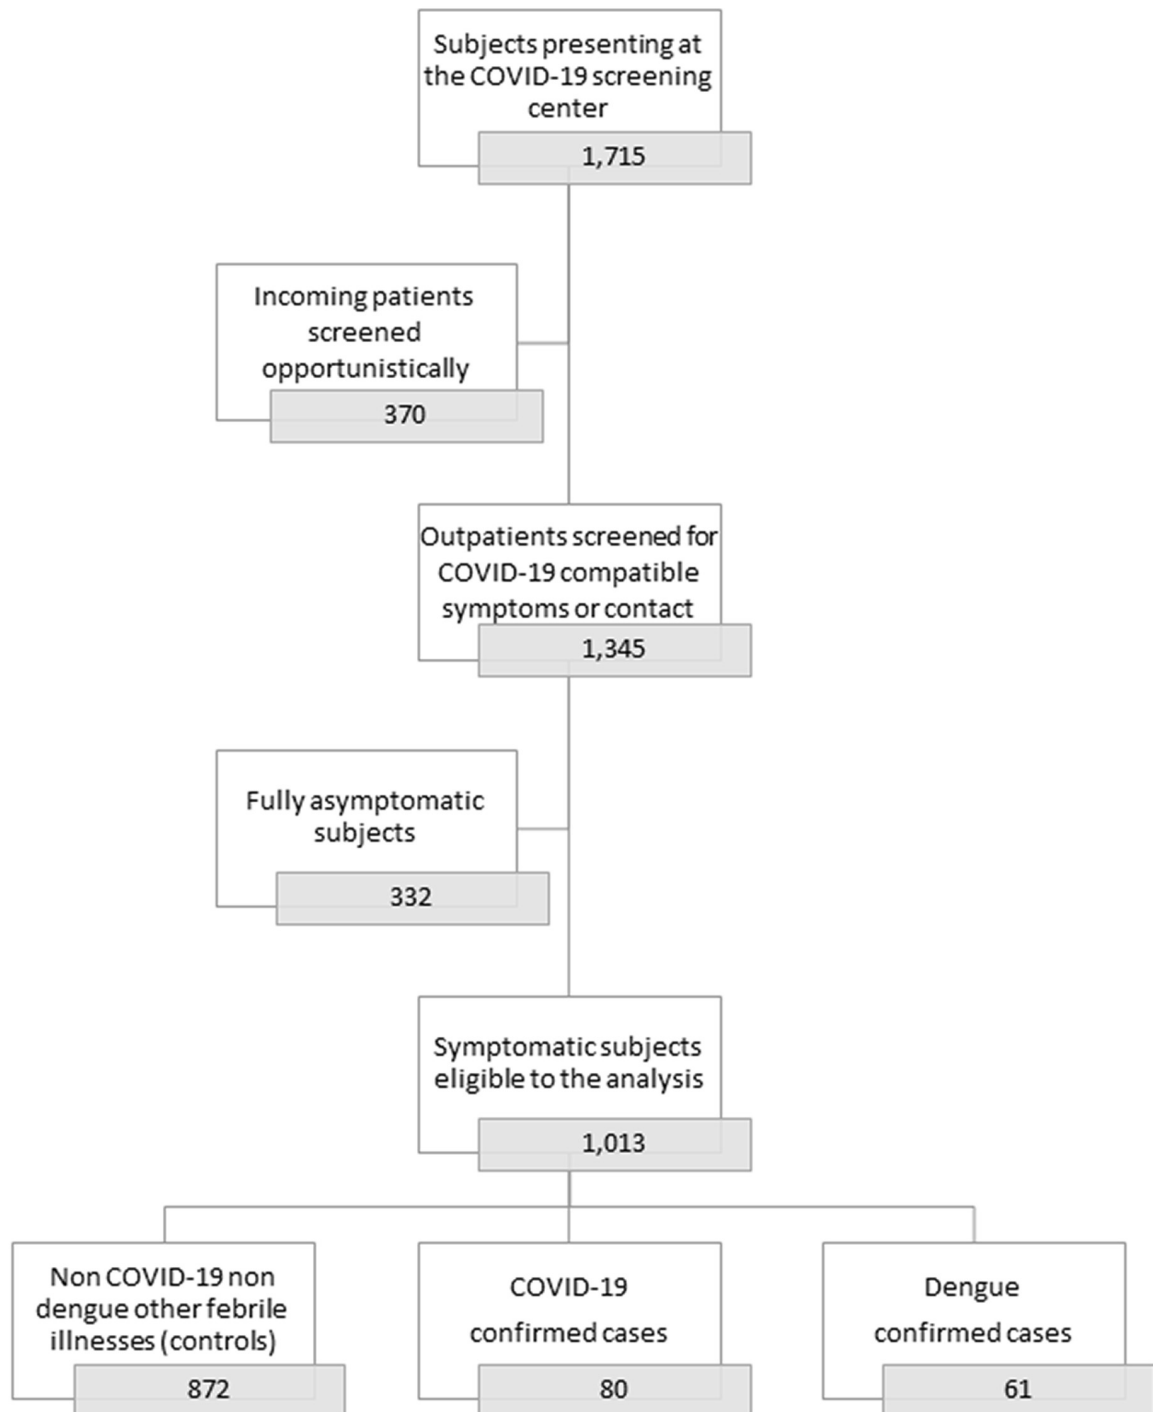 Subjects presenting at
the COVID-19 screening
center
1,715
Incoming patients
screened
opportunistically
370
Outpatients screened for
COVID-19 compatible
symptoms or contact
1,345
Fully asymptomatic
subjects
332
Symptomatic subjects
eligible to the analysis
1,013
Non COVID-19 non
dengue other febrile
illnesses (controls)
872
COVID-19
confirmed cases
80
Dengue
confirmed cases
61